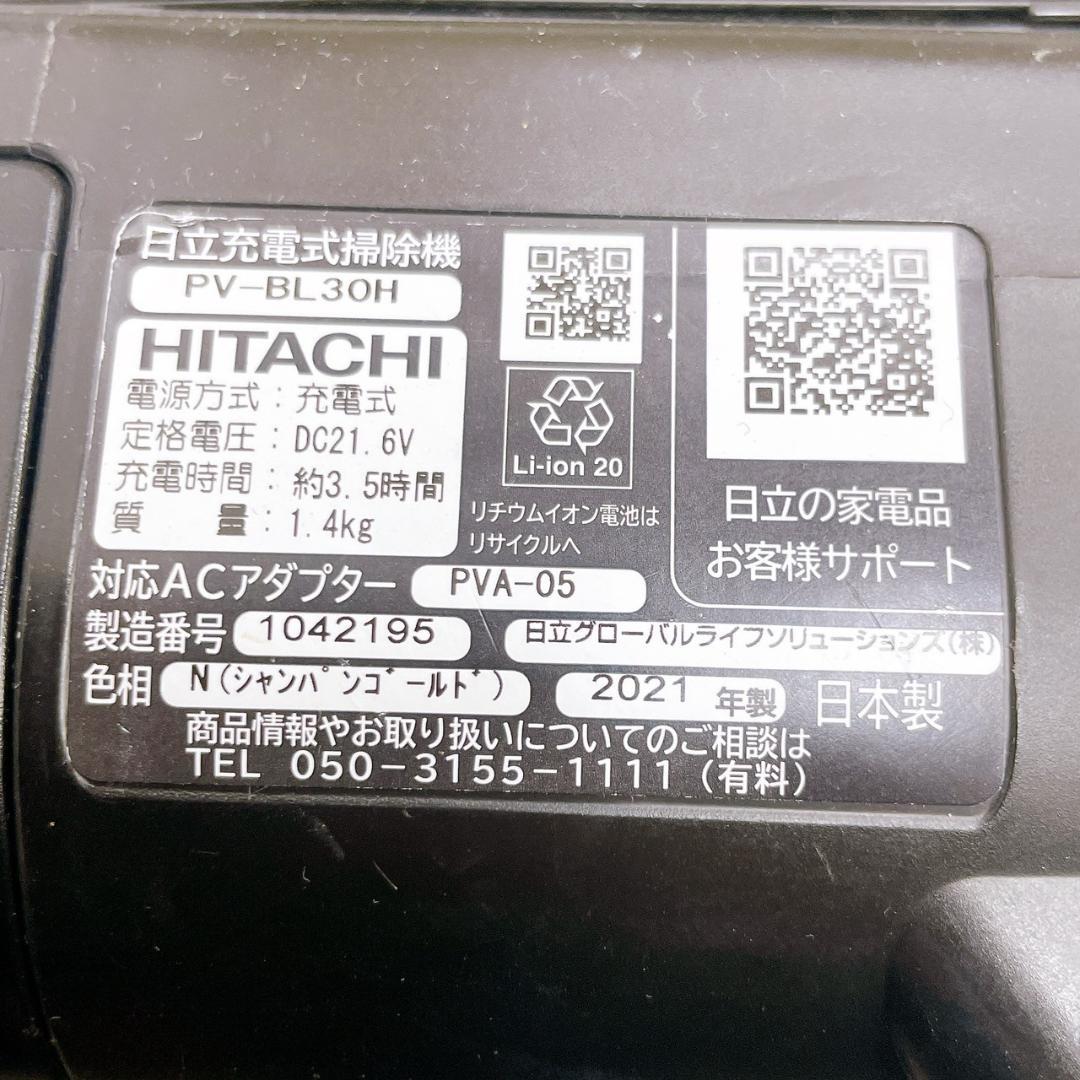 日立充電式掃除機
PV-BL30H
HITACHI
電源方式：充電式
定格電圧：DC21.6V
充電時間：約3.5時間
質　量：1.4kg
Li-ion 20
リチウムイオン電池は
リサイクルへ
日立の家電品
お客様サポート
対応ACアダプター PVA-05
製造番号 1042195
日立グローバルライフソリューションズ(株)
色相 N(シャンパンゴールド)
2021 年製 日本製
商品情報やお取り扱いについてのご相談は
TEL 050-3155-1111 (有料)